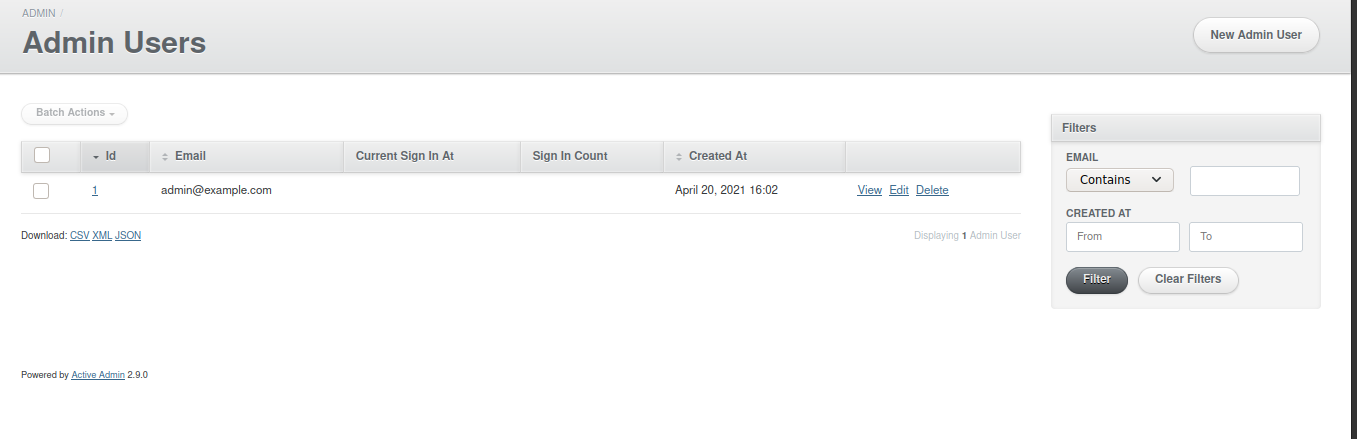 ADMIN /
Admin Users
New Admin User
Batch Actions
Id Email Current Sign In At Sign In Count Created At
1 admin@example.com April 20, 2021 16:02 View Edit Delete
Download: CSV XML JSON
Displaying 1 Admin User
Filters
EMAIL
Contains
CREATED AT
From To
Filter Clear Filters
Powered by Active Admin 2.9.0